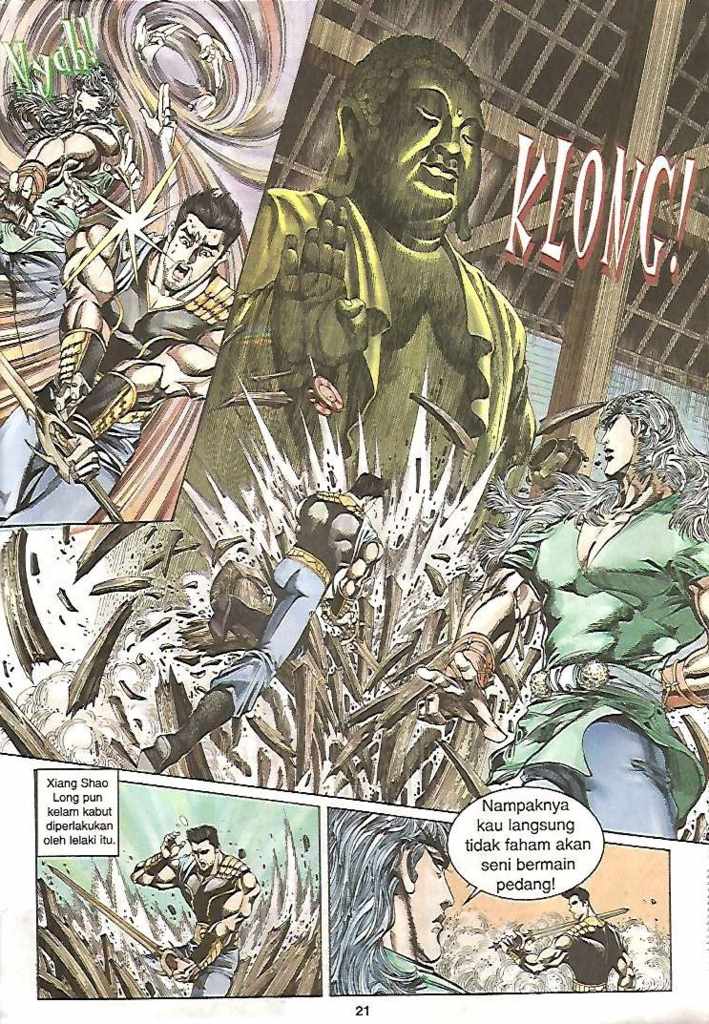 Nyah!
KLONG!
Xiang Shao
Long pun
kelam kabut
diperlakukan
oleh lelaki itu.
Nampaknya
kau langsung
tidak faham akan
seni bermain
pedang!
21